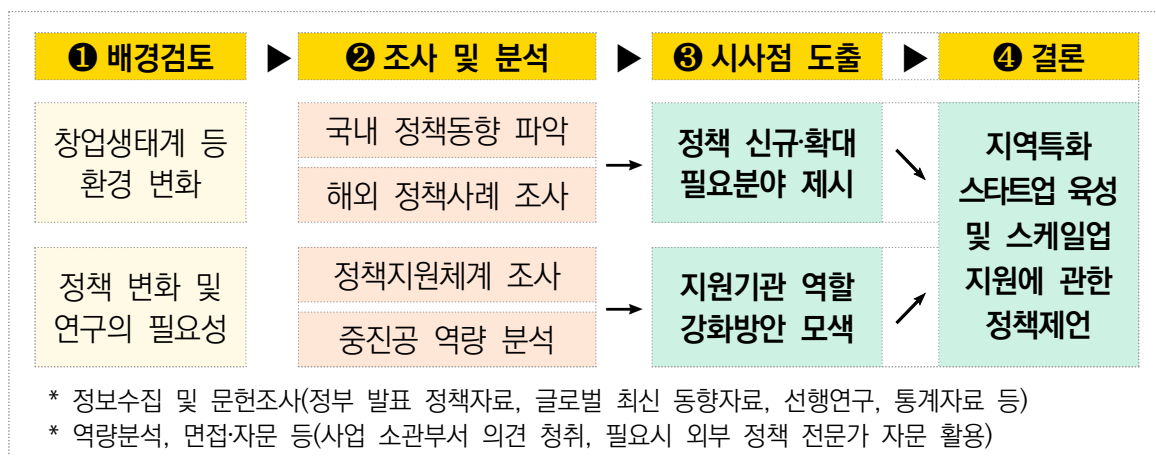 ❶ 배경검토 ▶ ❷ 조사 및 분석 ▶ ❸ 시사점 도출 ▶ ❹ 결론
창업생태계 등
환경 변화
정책 변화 및
연구의 필요성
국내 정책동향 파악
해외 정책사례 조사
정책지원체계 조사
중진공 역량 분석
정책 신규·확대
필요분야 제시
지원기관 역할
강화방안 모색
지역특화
스타트업 육성
및 스케일업
지원에 관한
정책제언
* 정보수집 및 문헌조사(정부 발표 정책자료, 글로벌 최신 동향자료, 선행연구, 통계자료 등)
* 역량분석, 면접·자문 등(사업 소관부서 의견 청취, 필요시 외부 정책 전문가 자문 활용)